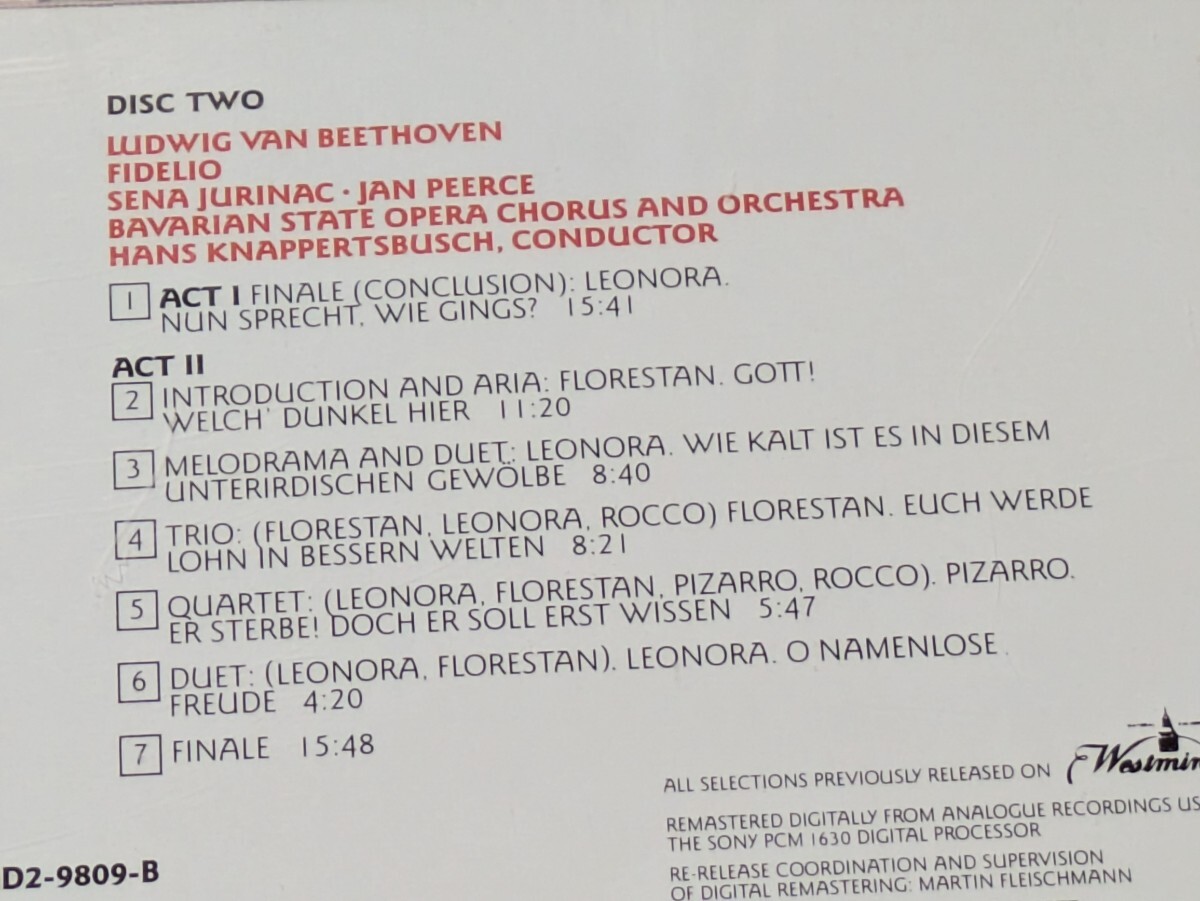 DISC TWO
LUDWIG VAN BEETHOVEN
FIDELIO
SENA JURINAC · JAN PEERCE
BAVARIAN STATE OPERA CHORUS AND ORCHESTRA
HANS KNAPPERTSBUSCH, CONDUCTOR
1 ACT I FINALE (CONCLUSION): LEONORA.
NUN SPRECHT, WIE GINGS? 15:41
ACT II
2 INTRODUCTION AND ARIA: FLORESTAN. GOTT!
WELCH' DUNKEL HIER 11:20
3 MELODRAMA AND DUET: LEONORA. WIE KALT IST ES IN DIESEM
UNTERIRDISCHEN GEWÖLBE 8:40
4 TRIO: (FLORESTAN, LEONORA, ROCCO) FLORESTAN. EUCH WERDE
LOHN IN BESSERN WELTEN 8:21
5 QUARTET: (LEONORA, FLORESTAN, PIZARRO, ROCCO). PIZARRO.
ER STERBE! DOCH ER SOLL ERST WISSEN 5:47
6 DUET: (LEONORA, FLORESTAN). LEONORA. O NAMENLOSE
FREUDE 4:20
7 FINALE 15:48
ALL SELECTIONS PREVIOUSLY RELEASED ON Westmin
REMASTERED DIGITALLY FROM ANALOGUE RECORDINGS US
THE SONY PCM 1630 DIGITAL PROCESSOR
RE-RELEASE COORDINATION AND SUPERVISION
OF DIGITAL REMASTERING: MARTIN FLEISCHMANN
D2-9809-B